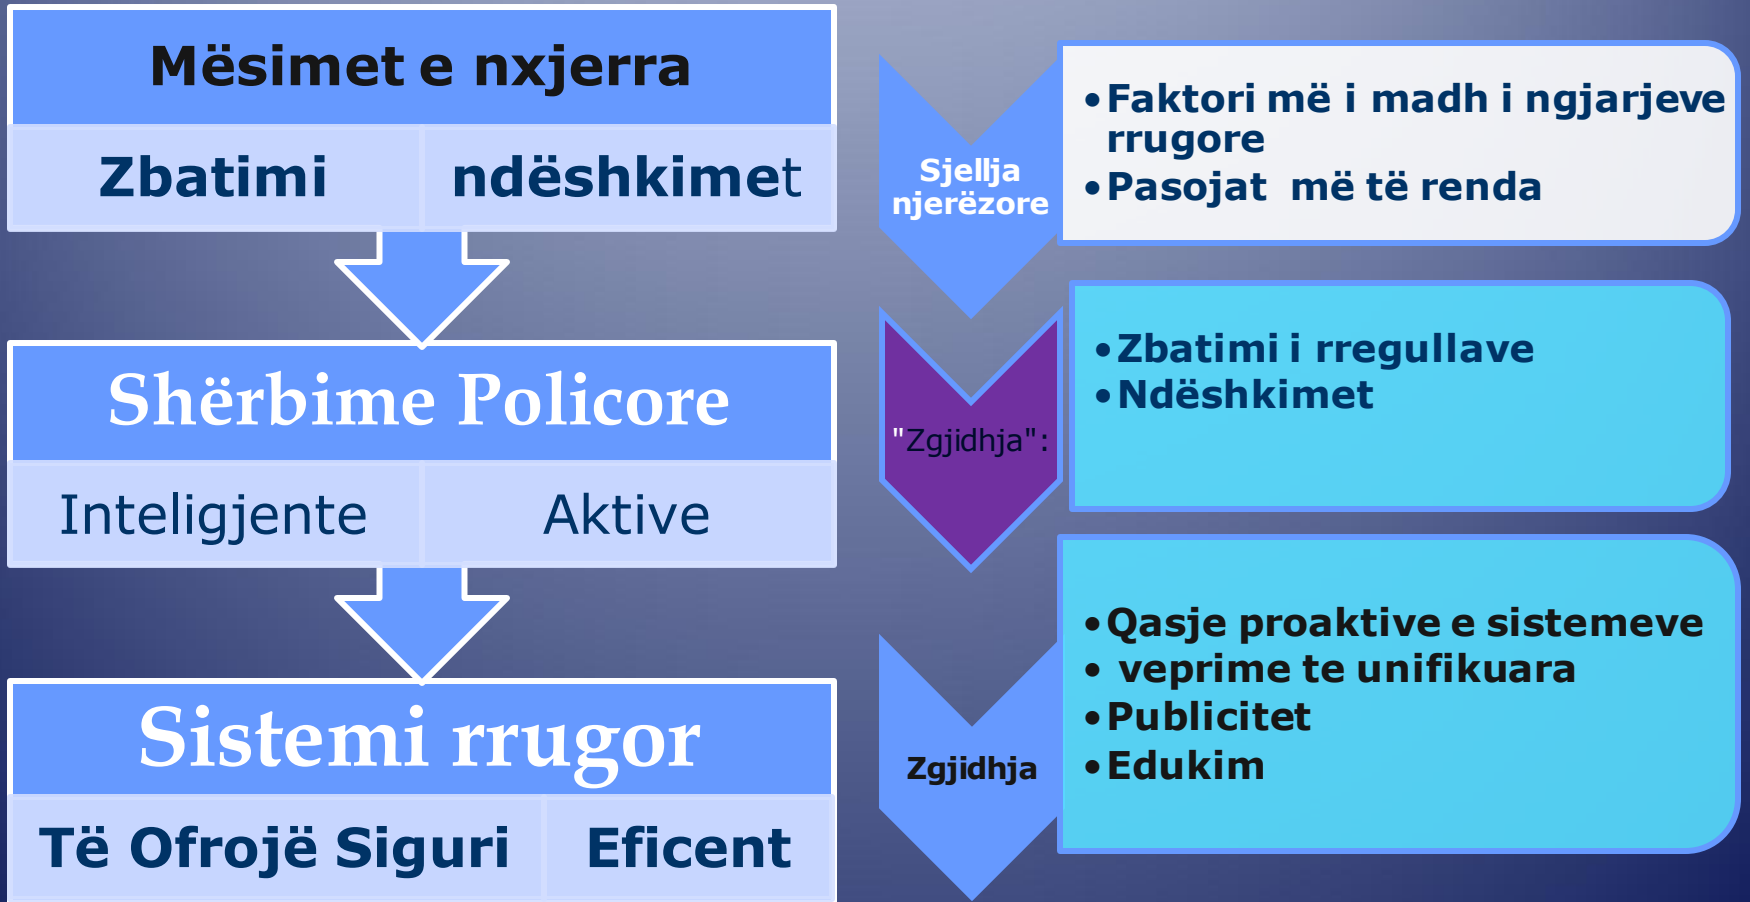 Mësimet e nxjerra
Zbatimi
ndëshkimet
Shërbime Policore
Inteligjente
Aktive
Sistemi rrugor
Të Ofrojë Siguri
Eficent
Sjellja
njerëzore
•Faktori më i madh i ngjarjeve
rrugore
•Pasojat  më të renda
"Zgjidhja":
•Zbatimi i rregullave
•Ndëshkimet
Zgjidhja
•Qasje proaktive e sistemeve
• veprime te unifikuara
•Publicitet
•Edukim